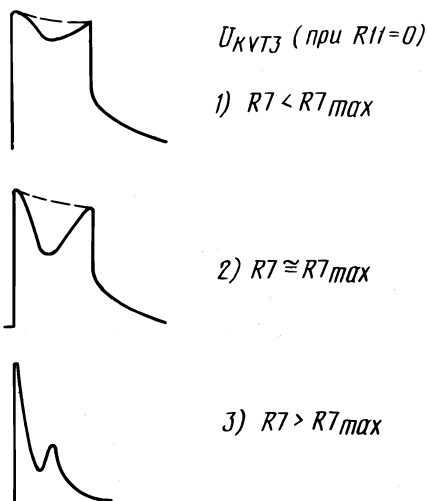 U_KVT3 (при R11=0)
1) R7 < R7max
2) R7 ≅ R7max
3) R7 > R7max